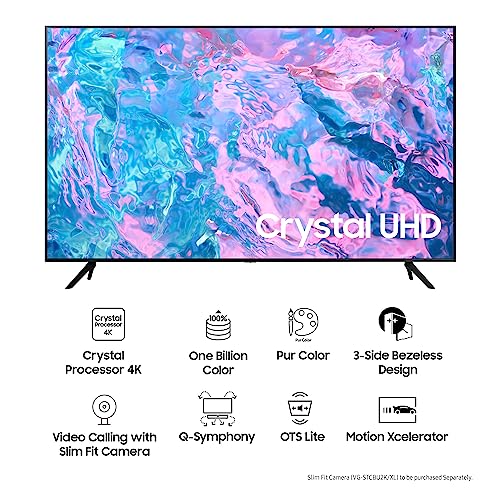 Crystal UHD
Crystal
Processor
4K
100%
Pur Color
Crystal
Processor 4K
One Billion
Color
Pur Color
3-Side Bezeless
Design
Video Calling with
Slim Fit Camera
Q-Symphony
OTS Lite
Motion Xcelerator
Slim Fit Camera (VG-STCBU2K/XL) to be purchased Separately.